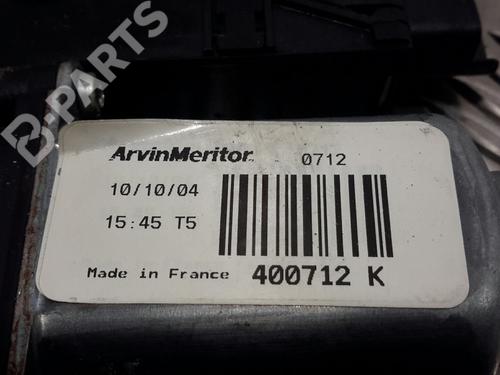 B-PARTS
ArvinMeritor 0712
10/10/04
15:45 T5
Made in France 400712 K